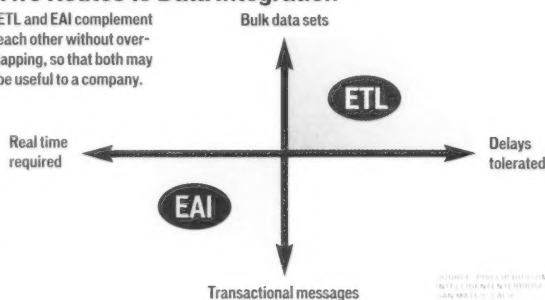 ETL and EAI complement
each other without over-
lapping, so that both may
be useful to a company.
Bulk data sets
ETL
Real time
required
Delays
tolerated
EAI
Transactional messages